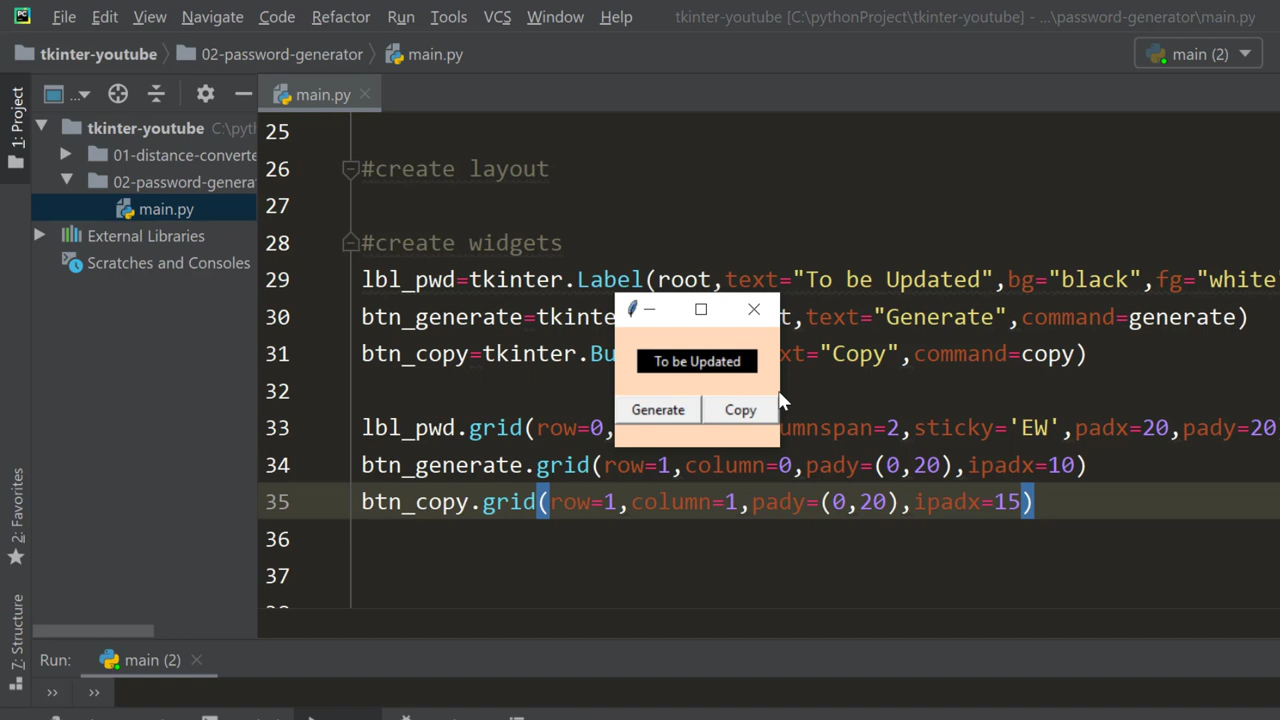 File Edit View Navigate Code Refactor Run Tools VCS Window Help tkinter-youtube [C:\pythonProject\tkinter-youtube] - ...\password-generator\main.py
tkinter-youtube 02-password-generator main.py main (2)
1: Project
2: Favorites
7: Structure
...
main.py
tkinter-youtube C:\pyth
01-distance-converte
02-password-genera
main.py
External Libraries
Scratches and Consoles
25
26 #create layout
27
28 #create widgets
29 lbl_pwd=tkinter.Label(root,text="To be Updated",bg="black",fg="white
30 btn_generate=tkinte t,text="Generate",command=generate)
31 btn_copy=tkinter.Bu xt="Copy",command=copy)
32
33 lbl_pwd.grid(row=0, umnspan=2,sticky='EW',padx=20,pady=20
34 btn_generate.grid(row=1,column=0,pady=(0,20),ipadx=10)
35 btn_copy.grid(row=1,column=1,pady=(0,20),ipadx=15)
36
37
To be Updated
Generate Copy
Run: main (2)
>> >>